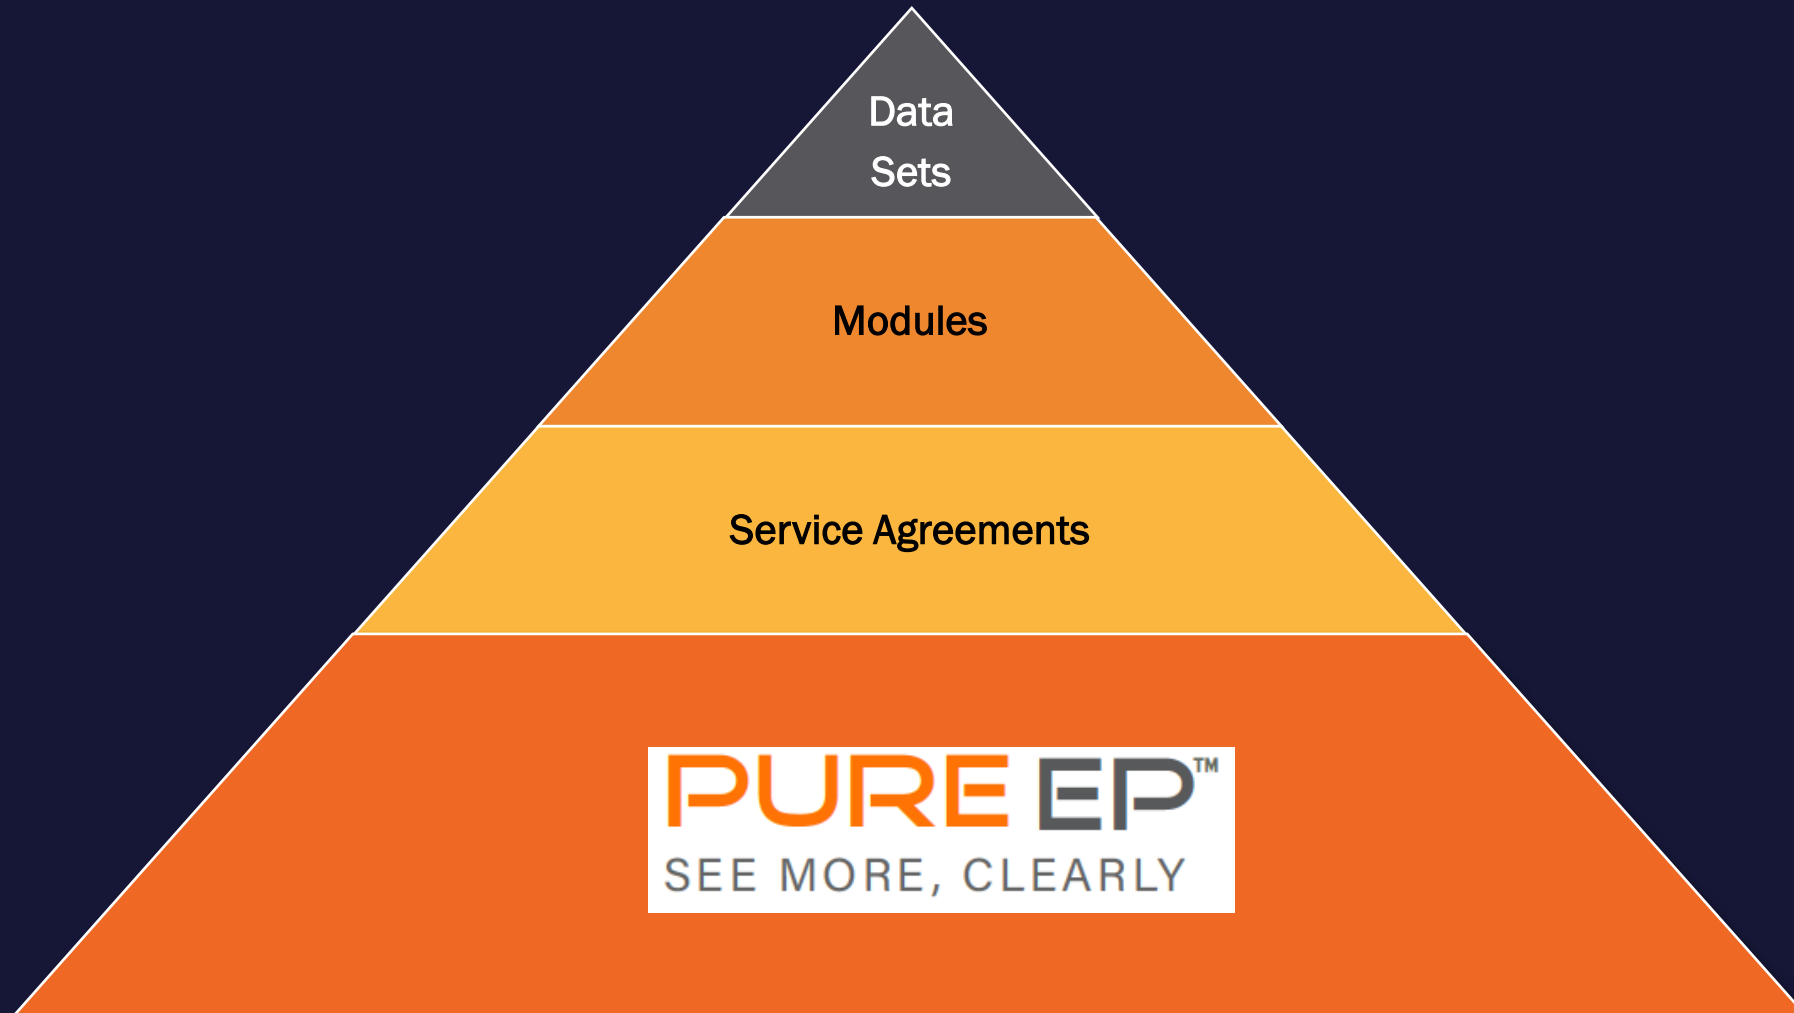 Data
Sets
Modules
Service Agreements
PURE EP™
SEE MORE, CLEARLY